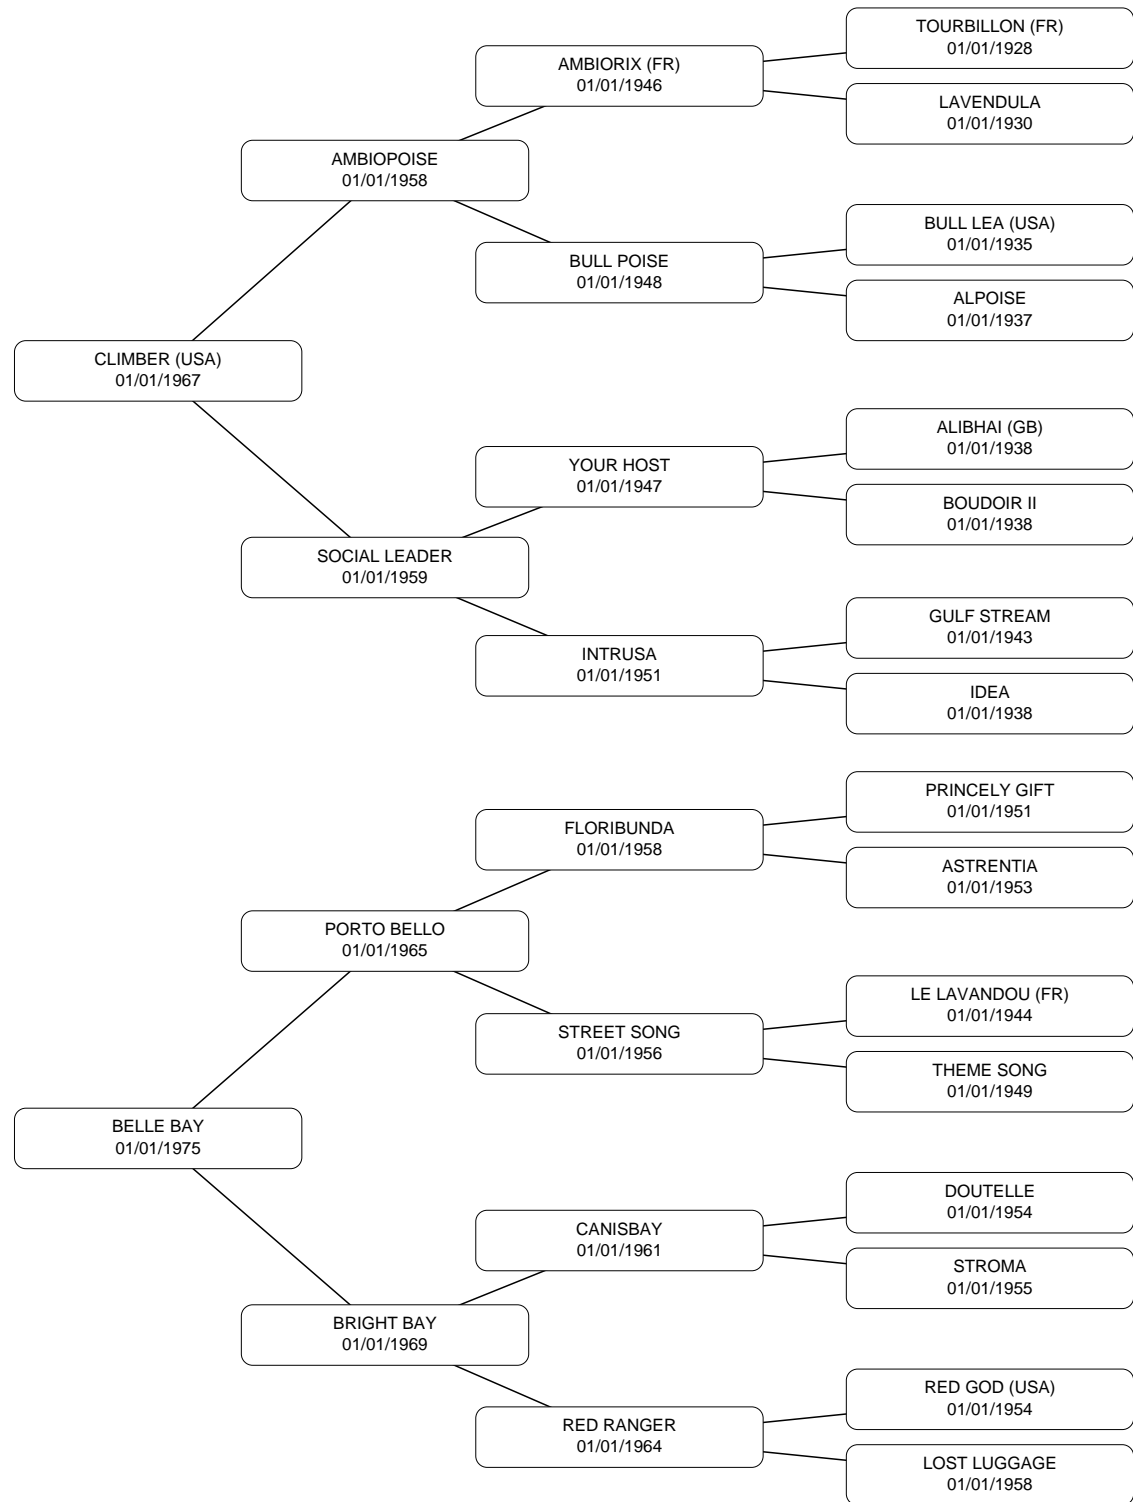 TOURBILLON (FR)
01/01/1928
AMBIORIX (FR)
01/01/1946
LAVENDULA
01/01/1930
AMBIOPOISE
01/01/1958
BULL LEA (USA)
01/01/1935
BULL POISE
01/01/1948
ALPOISE
01/01/1937
CLIMBER (USA)
01/01/1967
ALIBHAI (GB)
01/01/1938
YOUR HOST
01/01/1947
BOUDOIR II
01/01/1938
SOCIAL LEADER
01/01/1959
GULF STREAM
01/01/1943
INTRUSA
01/01/1951
IDEA
01/01/1938
PRINCELY GIFT
01/01/1951
FLORIBUNDA
01/01/1958
ASTRENTIA
01/01/1953
PORTO BELLO
01/01/1965
LE LAVANDOU (FR)
01/01/1944
STREET SONG
01/01/1956
THEME SONG
01/01/1949
BELLE BAY
01/01/1975
DOUTELLE
01/01/1954
CANISBAY
01/01/1961
STROMA
01/01/1955
BRIGHT BAY
01/01/1969
RED GOD (USA)
01/01/1954
RED RANGER
01/01/1964
LOST LUGGAGE
01/01/1958